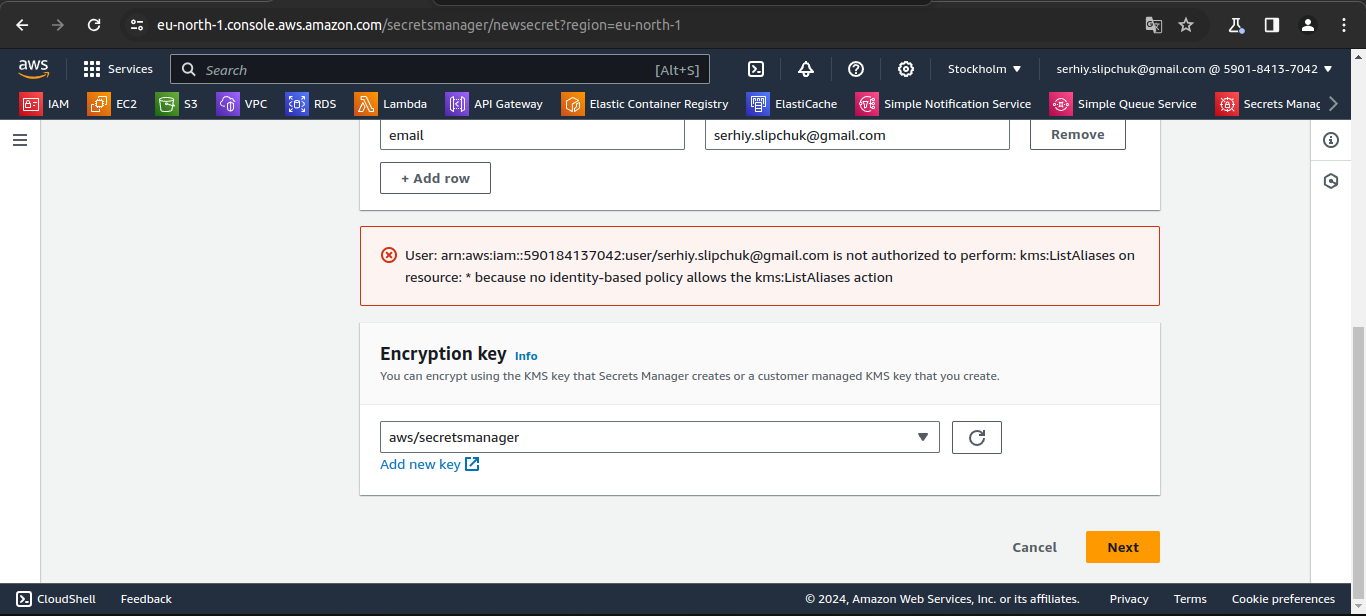 eu-north-1.console.aws.amazon.com/secretsmanager/newsecret?region=eu-north-1
aws Services Search [Alt+S] Stockholm serhiy.slipchuk@gmail.com @ 5901-8413-7042
IAM EC2 S3 VPC RDS Lambda API Gateway Elastic Container Registry ElastiCache Simple Notification Service Simple Queue Service Secrets Manag
email serhiy.slipchuk@gmail.com Remove
+ Add row
User: arn:aws:iam::590184137042:user/serhiy.slipchuk@gmail.com is not authorized to perform: kms:ListAliases on
resource: * because no identity-based policy allows the kms:ListAliases action
Encryption key Info
You can encrypt using the KMS key that Secrets Manager creates or a customer managed KMS key that you create.
aws/secretsmanager
Add new key
Cancel Next
CloudShell Feedback © 2024, Amazon Web Services, Inc. or its affiliates. Privacy Terms Cookie preferences